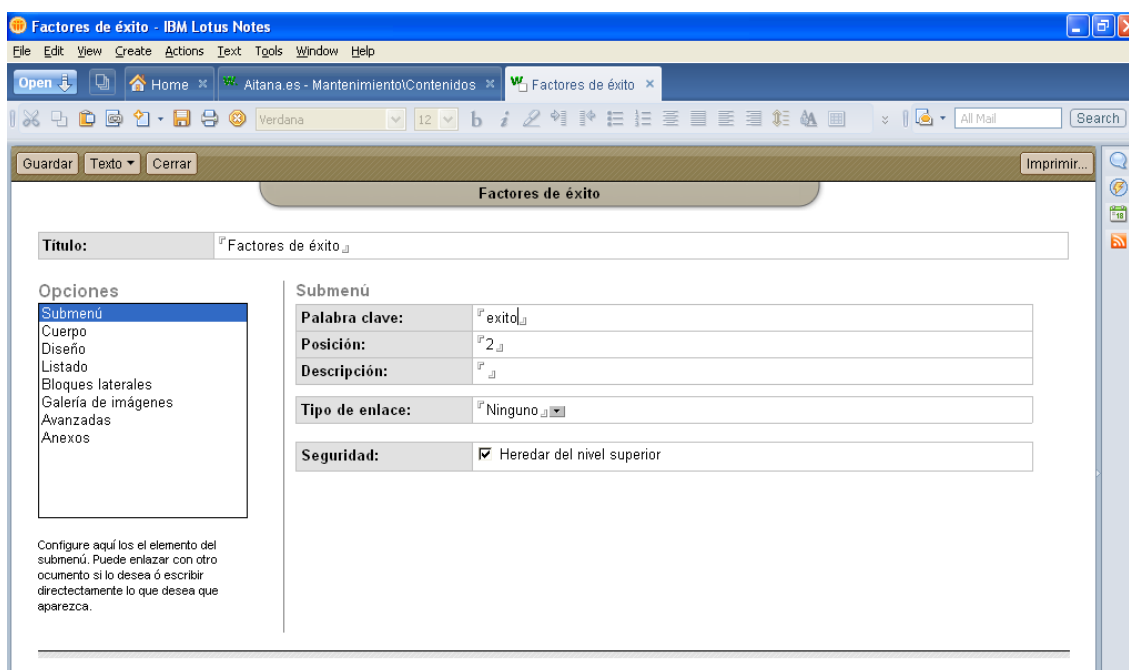 Factores de éxito - IBM Lotus Notes
File Edit View Create Actions Text Tools Window Help
Open Home Aitana.es - Mantenimiento\Contenidos Factores de éxito
Verdana 12 b i All Mail Search
Guardar Texto Cerrar Imprimir...
Factores de éxito
Título: Factores de éxito
Opciones
Submenú
Cuerpo
Diseño
Listado
Bloques laterales
Galería de imágenes
Avanzadas
Anexos
Configure aquí los el elemento del
submenú. Puede enlazar con otro
ocumento si lo desea ó escribir
directectamente lo que desea que
aparezca.
Submenú
Palabra clave: exito
Posición: 2
Descripción:
Tipo de enlace: Ninguno
Seguridad: Heredar del nivel superior